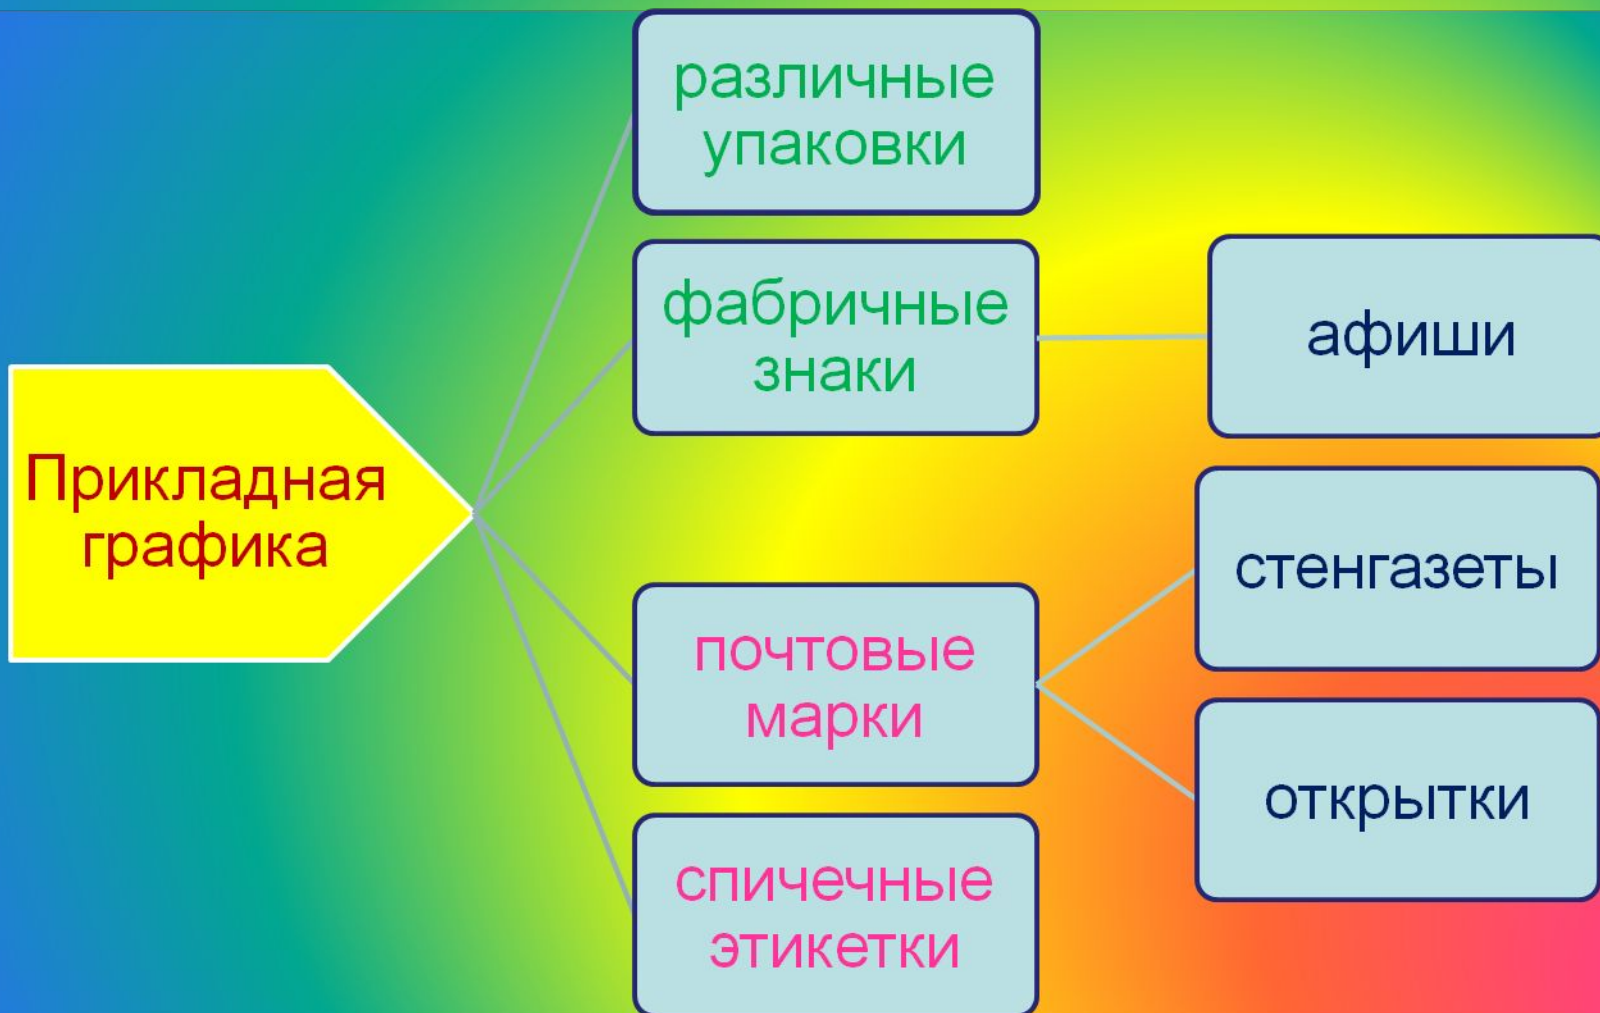 различные
упаковки
фабричные
знаки
афиши
Прикладная
графика
стенгазеты
почтовые
марки
открытки
спичечные
этикетки